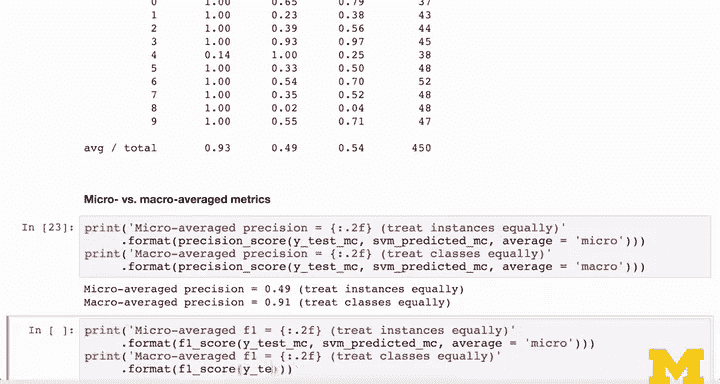 0 1.00 0.65 0.79 37
1 1.00 0.23 0.38 43
2 1.00 0.39 0.56 44
3 1.00 0.93 0.97 45
4 0.14 1.00 0.25 38
5 1.00 0.33 0.50 48
6 1.00 0.54 0.70 52
7 1.00 0.35 0.52 48
8 1.00 0.02 0.04 48
9 1.00 0.55 0.71 47
avg / total 0.93 0.49 0.54 450
Micro- vs. macro-averaged metrics
In [23]: print('Micro-averaged precision = {:.2f} (treat instances equally)'
.format(precision_score(y_test_mc, svm_predicted_mc, average = 'micro')))
print('Macro-averaged precision = {:.2f} (treat classes equally)'
.format(precision_score(y_test_mc, svm_predicted_mc, average = 'macro')))
Micro-averaged precision = 0.49 (treat instances equally)
Macro-averaged precision = 0.91 (treat classes equally)
In [ ]: print('Micro-averaged f1 = {:.2f} (treat instances equally)'
.format(f1_score(y_test_mc, svm_predicted_mc, average = 'micro')))
print('Macro-averaged f1 = {:.2f} (treat classes equally)'
.format(f1_score(y_te)))
M